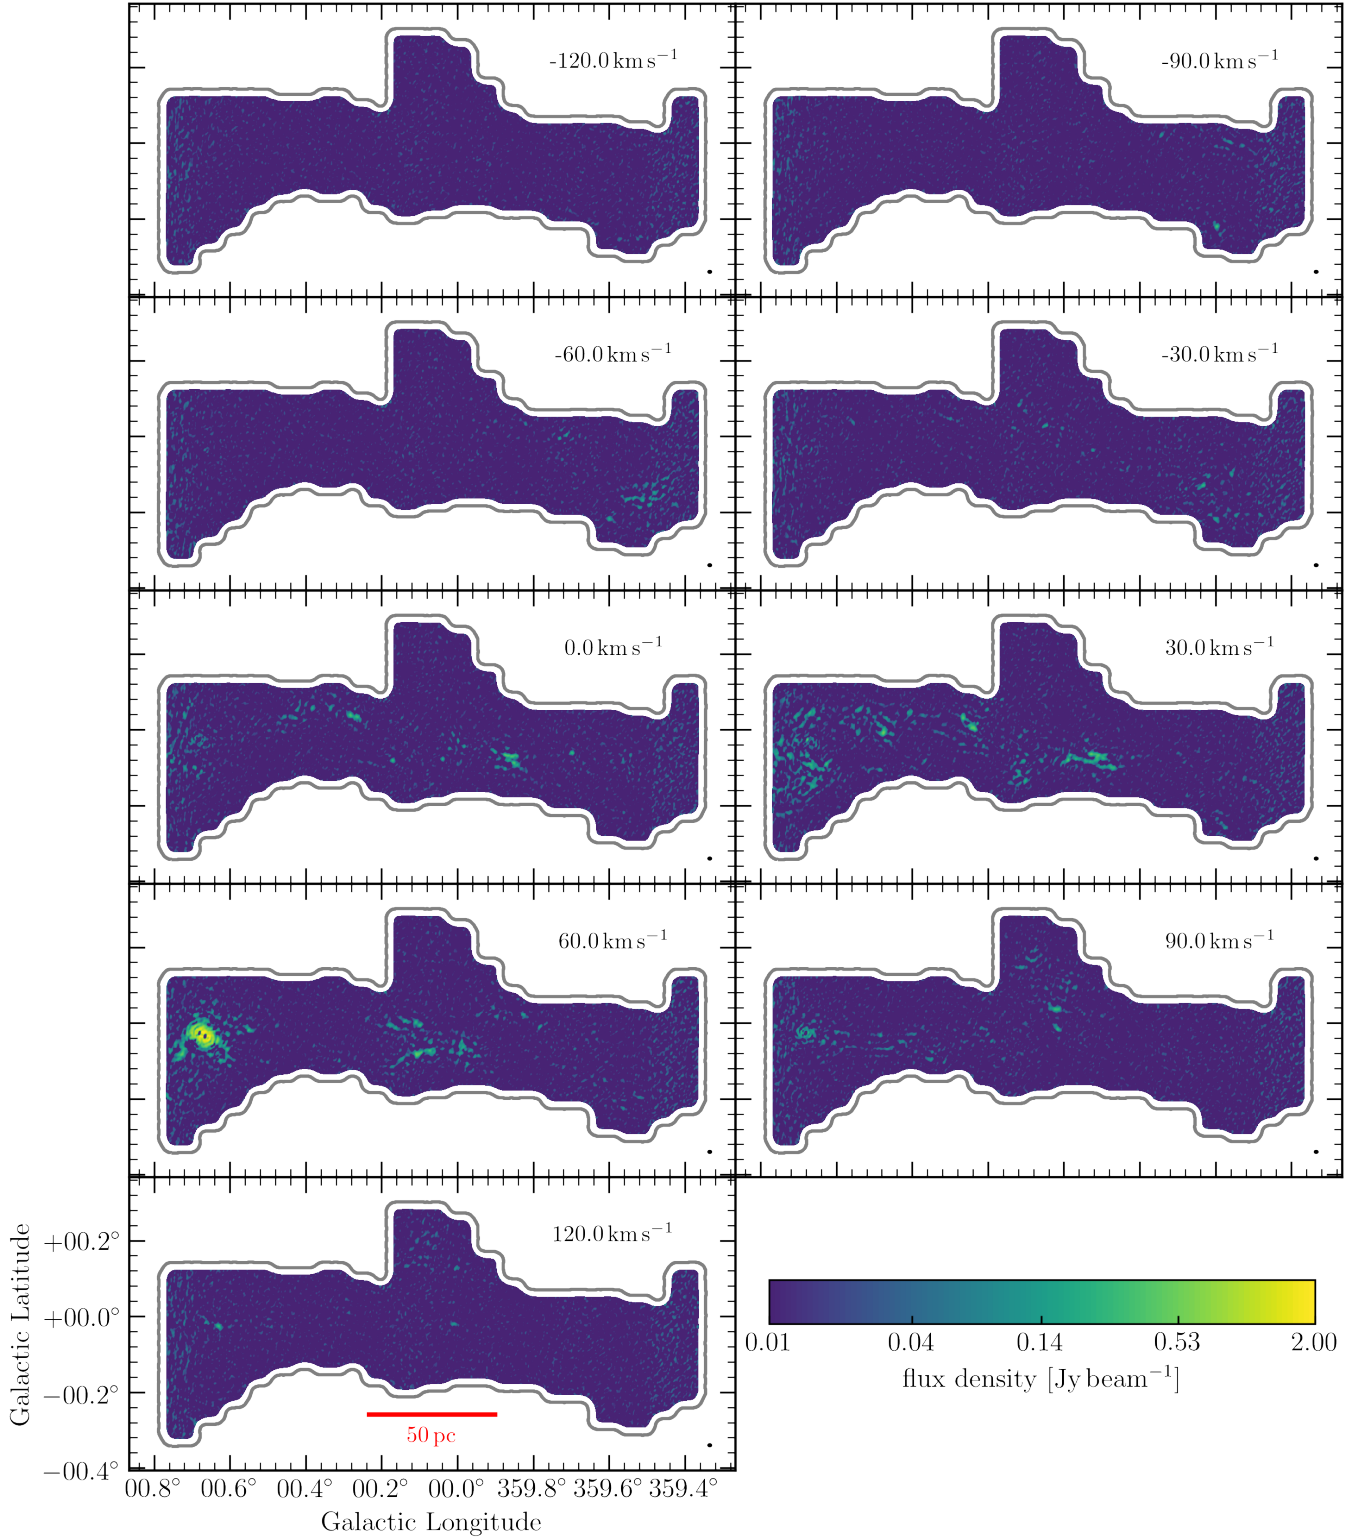 -120.0 km s⁻¹
-90.0 km s⁻¹
-60.0 km s⁻¹
-30.0 km s⁻¹
0.0 km s⁻¹
30.0 km s⁻¹
60.0 km s⁻¹
90.0 km s⁻¹
120.0 km s⁻¹
Galactic Latitude
+00.2°
+00.0°
−00.2°
−00.4°
50 pc
00.8° 00.6° 00.4° 00.2° 00.0° 359.8° 359.6° 359.4°
Galactic Longitude
0.01 0.04 0.14 0.53 2.00
flux density [Jy beam⁻¹]